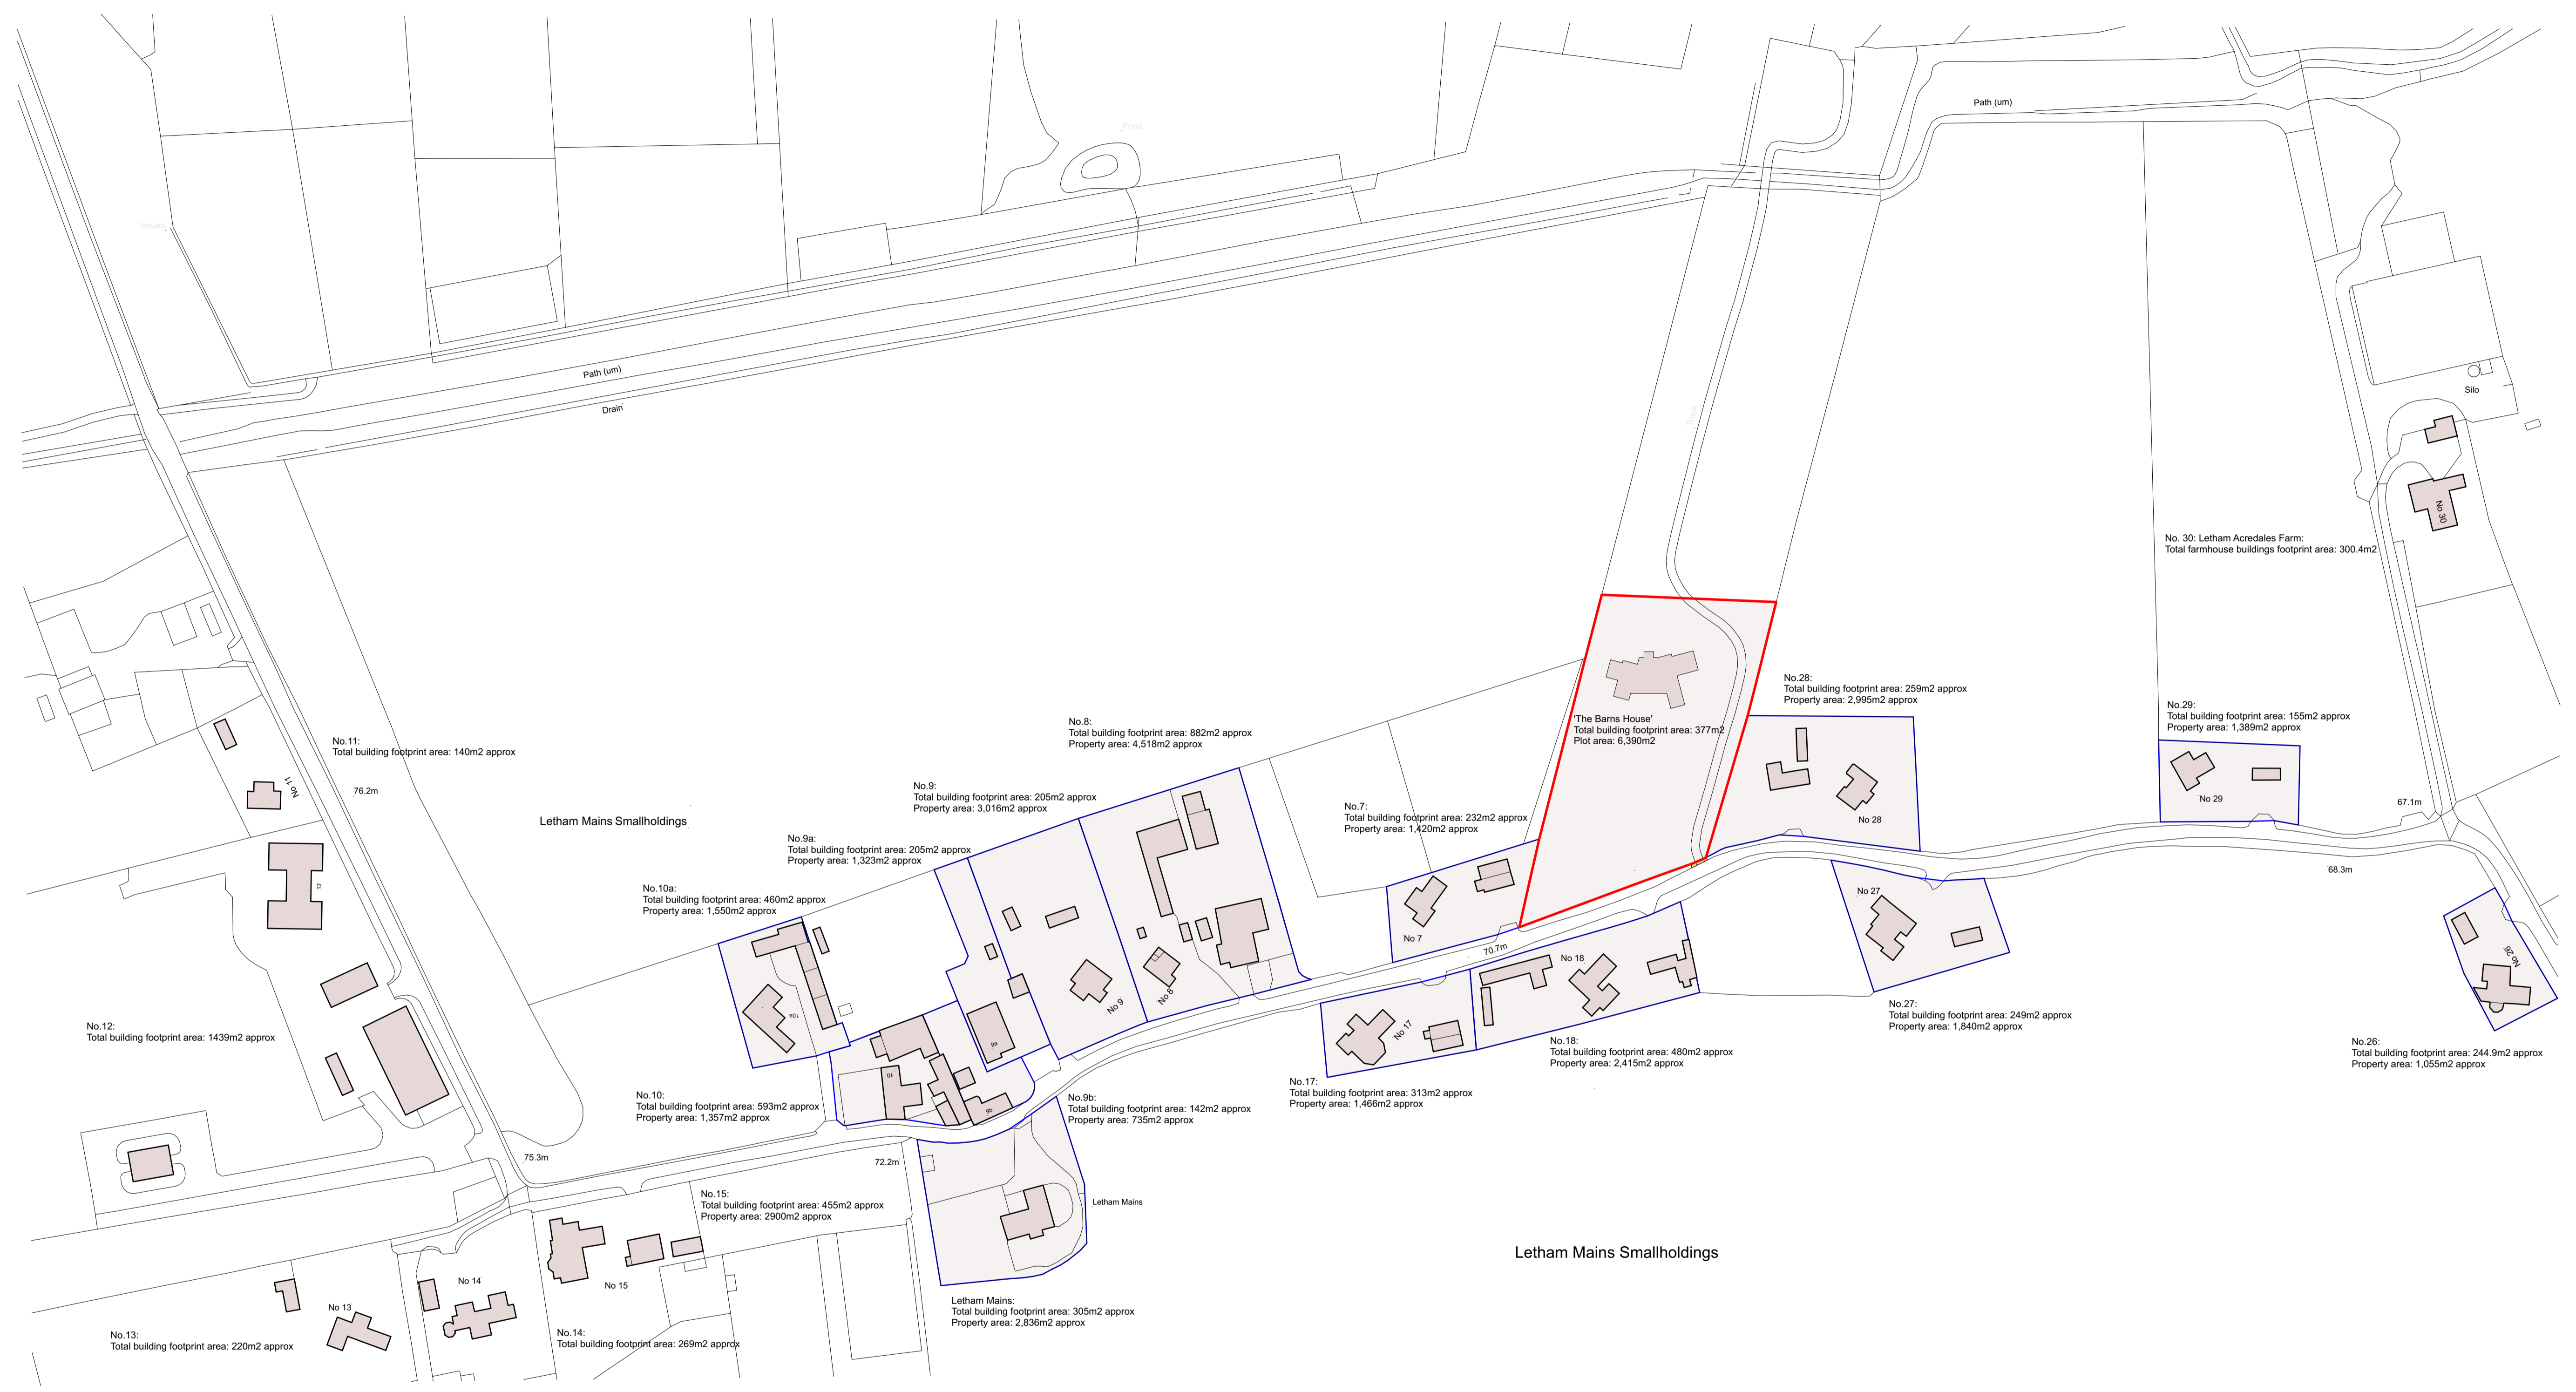 Path (um)
Pond
Issues
Path (um)
Drain
Track
Silo
No 30
No. 30: Letham Acredales Farm:
Total farmhouse buildings footprint area: 300.4m2
No.28:
Total building footprint area: 259m2 approx
Property area: 2,995m2 approx
No.29:
Total building footprint area: 155m2 approx
Property area: 1,389m2 approx
'The Barns House'
Total building footprint area: 377m2
Plot area: 6,390m2
No.8:
Total building footprint area: 882m2 approx
Property area: 4,518m2 approx
No.11:
Total building footprint area: 140m2 approx
No 11
76.2m
Letham Mains Smallholdings
No.9:
Total building footprint area: 205m2 approx
Property area: 3,016m2 approx
No.7:
Total building footprint area: 232m2 approx
Property area: 1,420m2 approx
No 28
No 29
67.1m
No.9a:
Total building footprint area: 205m2 approx
Property area: 1,323m2 approx
68.3m
No.10a:
Total building footprint area: 460m2 approx
Property area: 1,550m2 approx
12
No 27
No 7
70.7m
No 18
No 26
No 9
No 8
10a
9a
No 17
No.12:
Total building footprint area: 1439m2 approx
No.27:
Total building footprint area: 249m2 approx
Property area: 1,840m2 approx
No.18:
Total building footprint area: 480m2 approx
Property area: 2,415m2 approx
No.26:
Total building footprint area: 244.9m2 approx
Property area: 1,055m2 approx
10
9b
No.17:
Total building footprint area: 313m2 approx
Property area: 1,466m2 approx
No.10:
Total building footprint area: 593m2 approx
Property area: 1,357m2 approx
No.9b:
Total building footprint area: 142m2 approx
Property area: 735m2 approx
75.3m
72.2m
No.15:
Total building footprint area: 455m2 approx
Property area: 2900m2 approx
Letham Mains
Letham Mains Smallholdings
No 14
No 15
No 13
Letham Mains:
Total building footprint area: 305m2 approx
Property area: 2,836m2 approx
No.13:
Total building footprint area: 220m2 approx
No.14:
Total building footprint area: 269m2 approx